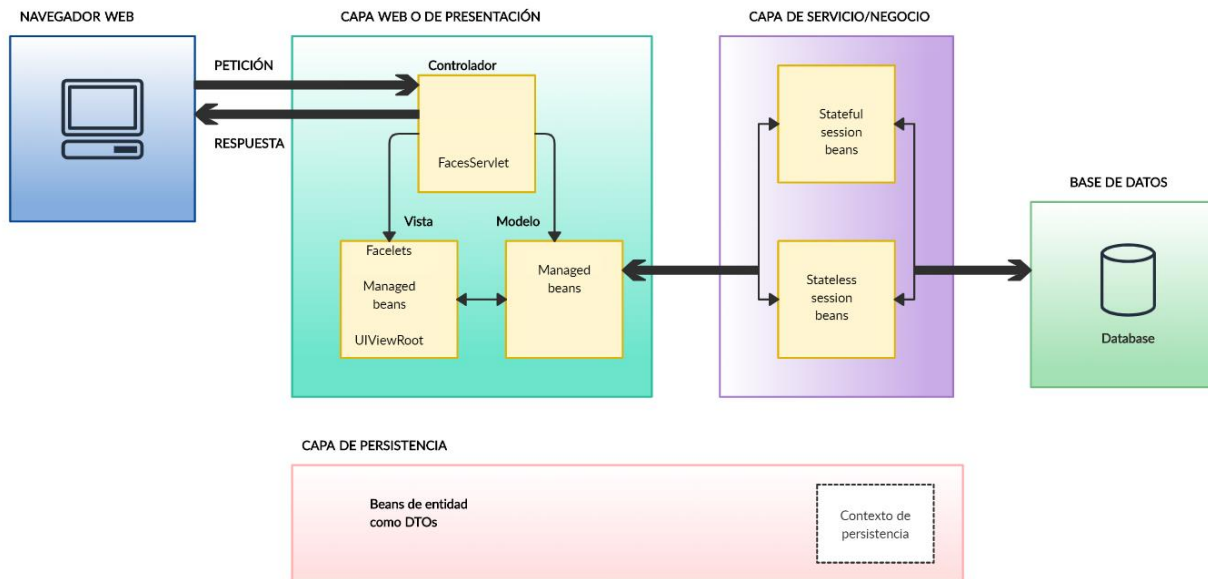 NAVEGADOR WEB
CAPA WEB O DE PRESENTACIÓN
CAPA DE SERVICIO/NEGOCIO
PETICIÓN
RESPUESTA
Controlador
FacesServlet
Vista
Modelo
Facelets
Managed
beans
UIViewRoot
Managed
beans
Stateful
session
beans
Stateless
session
beans
BASE DE DATOS
Database
CAPA DE PERSISTENCIA
Beans de entidad
como DTOs
Contexto de
persistencia